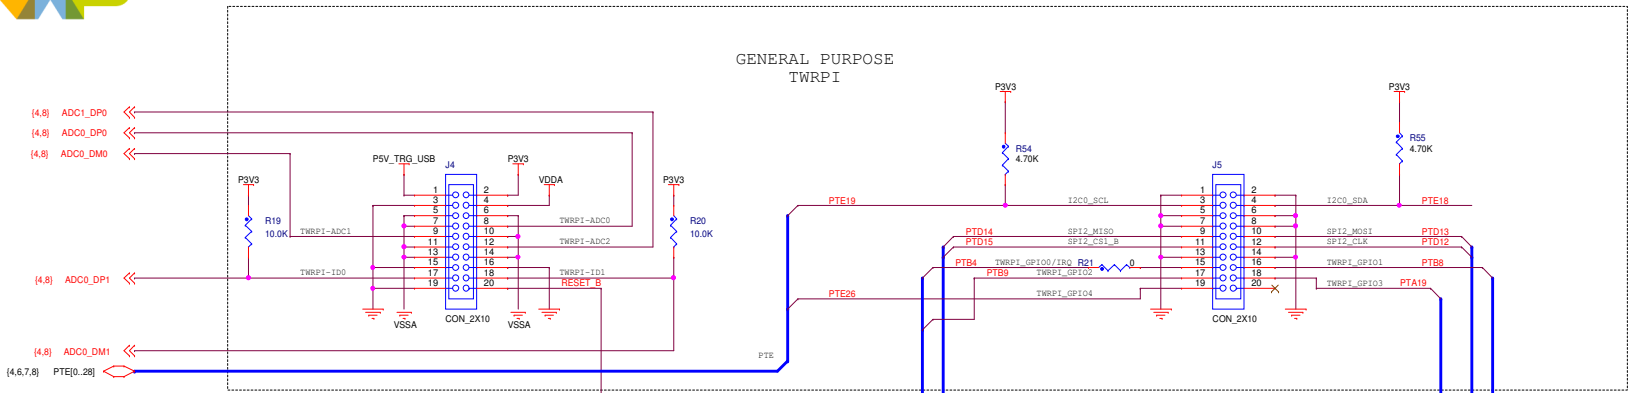 GENERAL PURPOSE
TWRPI
P3V3
P3V3
{4,8} ADC1_DP0
{4,8} ADC0_DP0
{4,8} ADC0_DM0
R54
4.70K
R55
4.70K
P5V_TRG_USB
J4
P3V3
P3V3
VDDA
P3V3
J5
1 2
3 4
5 6
7 8
9 10
11 12
13 14
15 16
17 18
19 20
R19
10.0K
TWRPI-ADC1
TWRPI-ADC0
TWRPI-ADC2
R20
10.0K
{4,8} ADC0_DP1
TWRPI-ID0
TWRPI-ID1
RESET_B
VSSA
CON_2X10
VSSA
{4,8} ADC0_DM1
{4,6,7,8} PTE[0..28]
PTE
PTE19
I2C0_SCL
1 2
3 4
5 6
7 8
9 10
11 12
13 14
15 16
17 18
19 20
I2C0_SDA
PTE18
PTD14
SPI2_MISO
SPI2_MOSI
PTD13
PTD15
SPI2_CS1_B
SPI2_CLK
PTD12
PTB4
TWRPI_GPIO0/IRQ
R21
0
TWRPI_GPIO1
PTB8
PTB9
TWRPI_GPIO2
PTE26
TWRPI_GPIO4
TWRPI_GPIO3
PTA19
CON_2X10